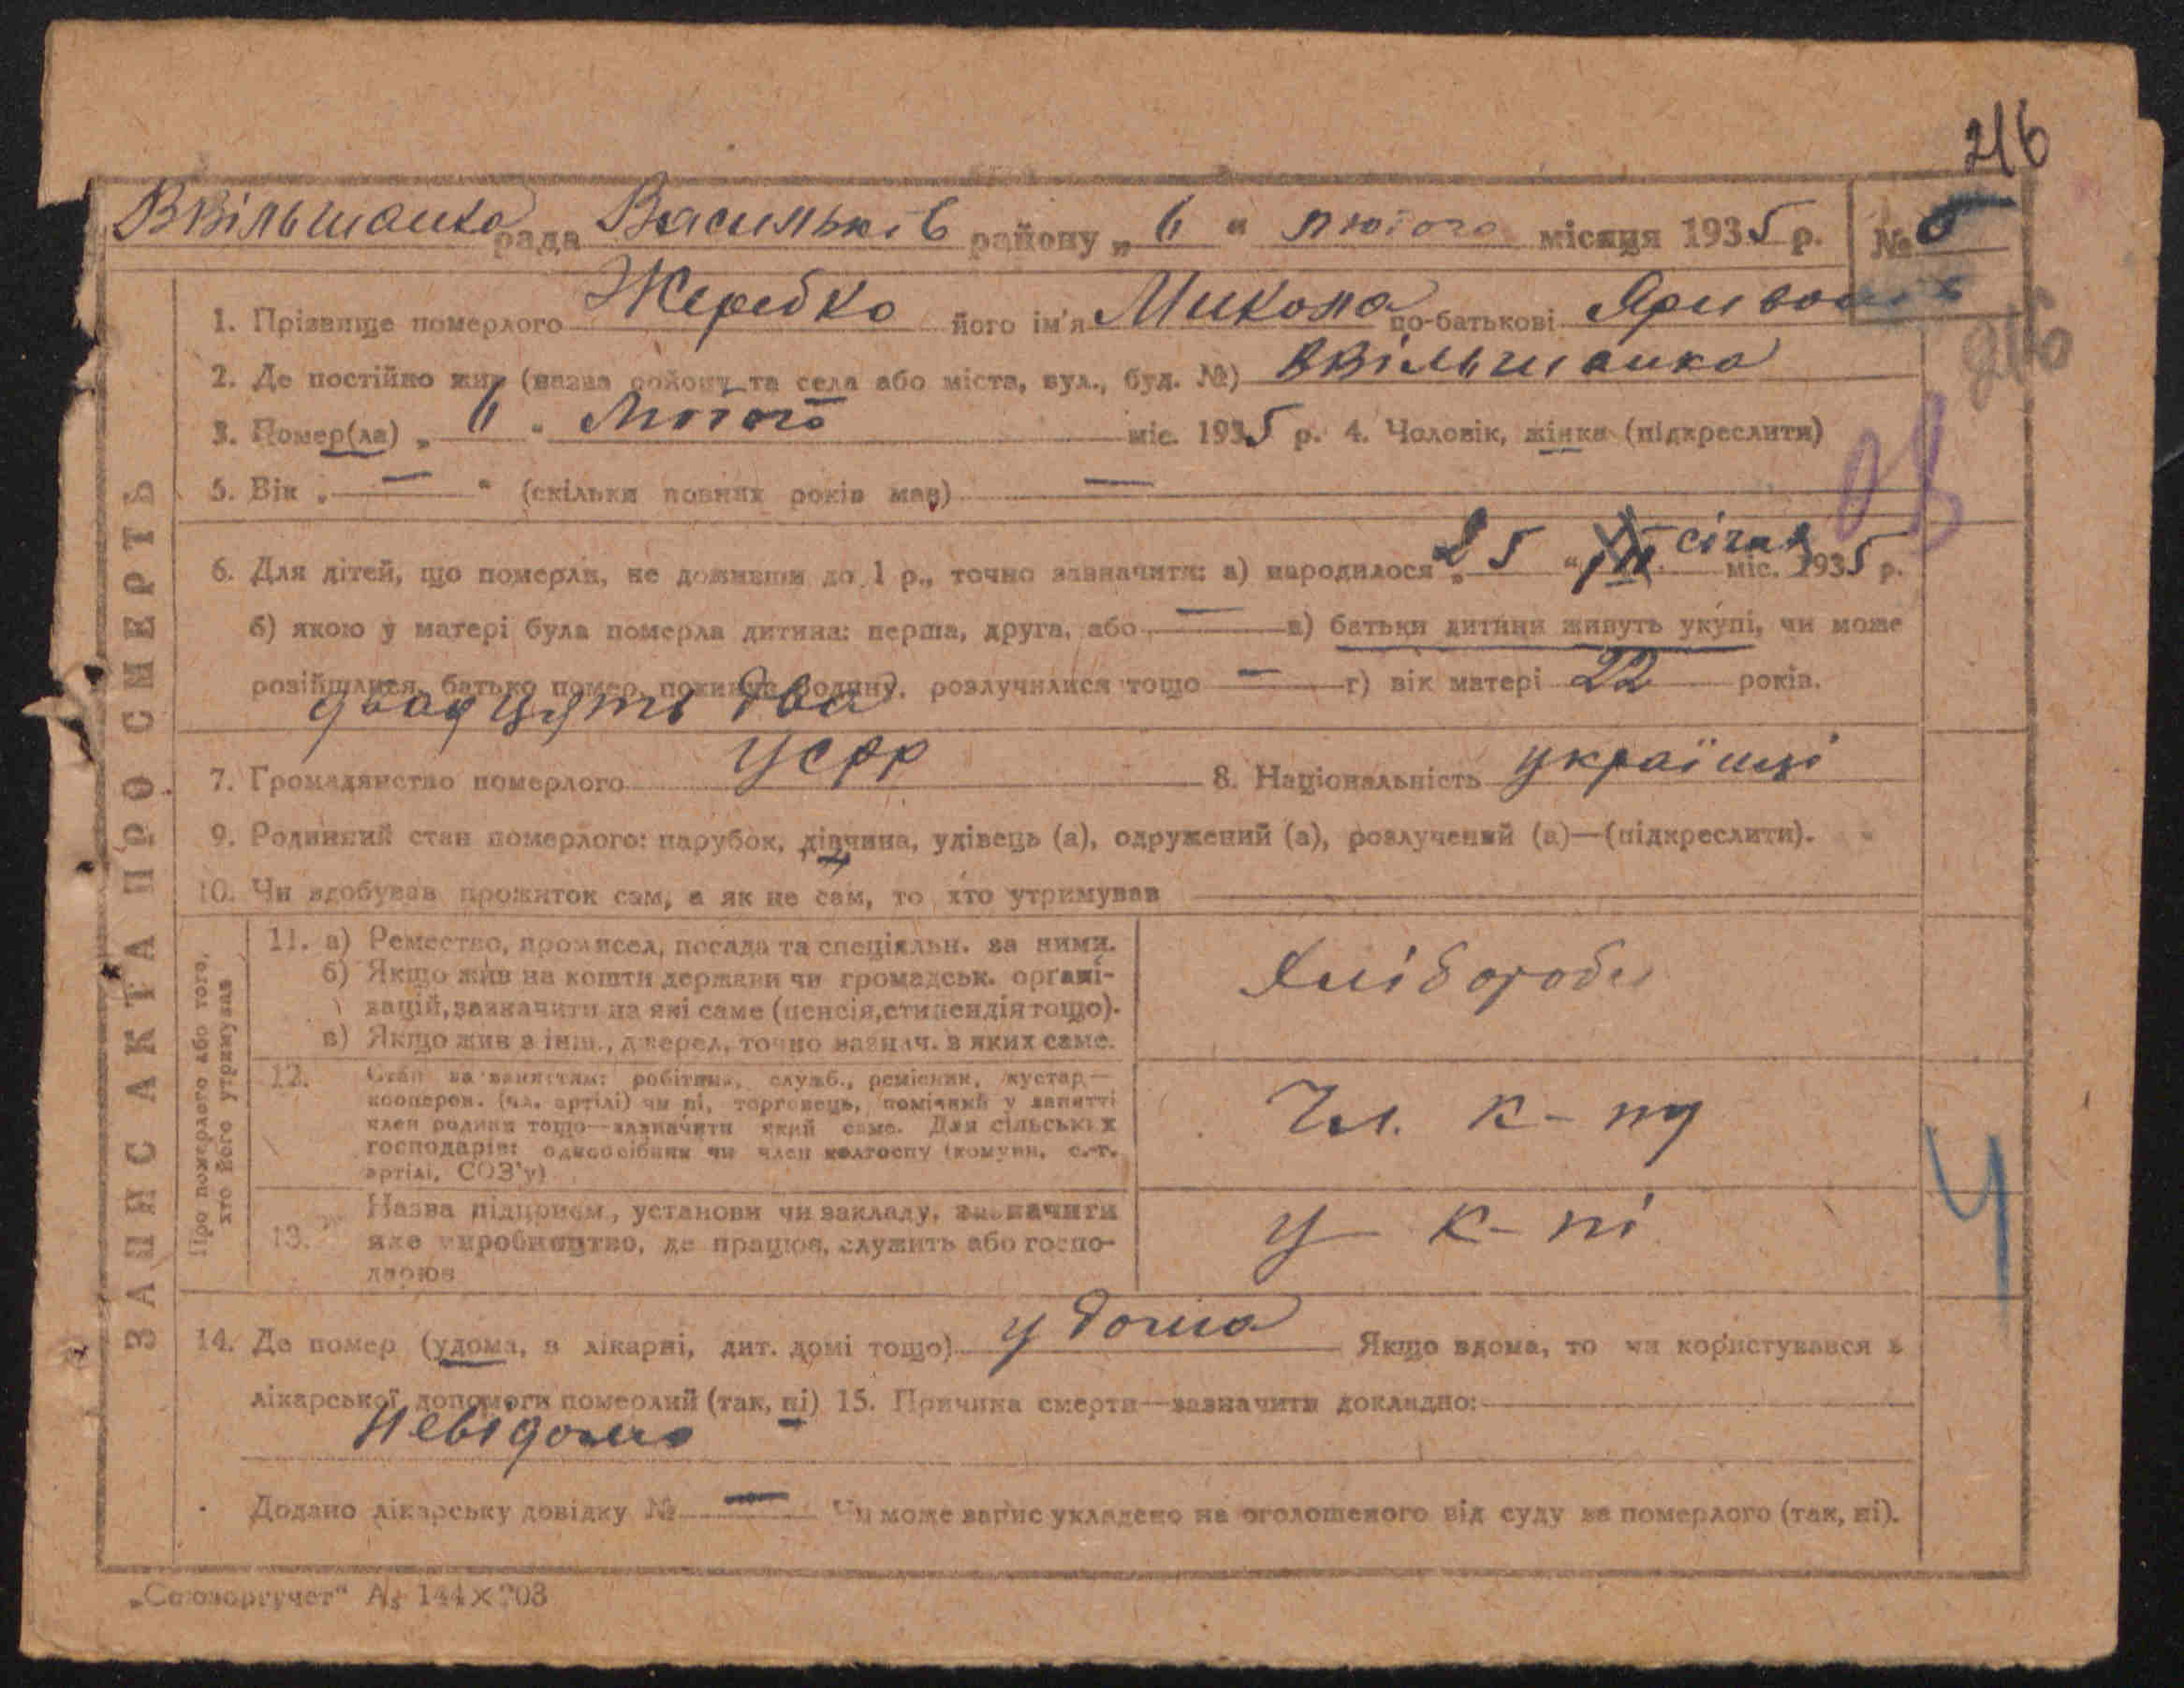 216
ВВільшанка рада Васильків району „ 6 " лютого місяця 1935 р. № 5
1. Прізвище померлого Жеребко його ім'я Микола по-батькові
216
2. Де постійно жив (назва району та села або міста, вул., буд. №) ВВільшанка
3. Помер(ла) „ 6 " Лютого міс. 1935 р. 4. Чоловік, жінка (підкреслити)
5. Вік „ — " (скільки повних років мав) —
6. Для дітей, що померли, не доживши до 1 р., точно зазначити: а) народилося „ 25 " січня міс. 1935 р.
б) якою у матері була померла дитина: перша, друга, або — в) батьки дитини живуть укупі, чи може
розійшлися, батько помер, покинув родину, розлучилися тощо — г) вік матері 22 років.
двадцять два
7. Громадянство померлого УСРР 8. Національність українці
9. Родинний стан померлого: парубок, дівчина, удівець (а), одружений (а), розлучений (а)—(підкреслити).
10. Чи здобував прожиток сам, а як не сам, то хто утримував
ЗАПИС АКТА ПРО СМЕРТЬ
Про померлого або того,
хто його утримував
11. а) Ремество, промисел, посада та спеціяльн. за ними.
б) Якщо жив на кошти держави чи громадськ. органі-
зацій, зазначити на які саме (пенсія, стипендія тощо).
в) Якщо жив з інш., джерел, точно зазнач. з яких саме.
Хлібороби
12. Стан за заняттям: робітник, служб., ремісник, кустар—
кооперов. (чл. артілі) чи ні, торговець, помічний у занятті
член родини тощо—зазначити який саме. Для сільських
господарів: одноосібник чи член колгоспу (комуни, с.-г.
артілі, СОЗ'у)
Чл. к-пу
13. Назва підприєм., установи чи закладу, зазначити
яке виробництво, де працює, служить або госпо-
дарює
у к-пі
4
14. Де помер (удома, в лікарні, дит. домі тощо) удома Якщо вдома, то чи користувався з
лікарської допомоги померлий (так, ні) 15. Причина смерти—зазначити докладно:
Невідомо
Додано лікарську довідку № — Чи може запис укладено на оголошеного від суду за померлого (так, ні).
„Союзоргучет" А₅ 144×203